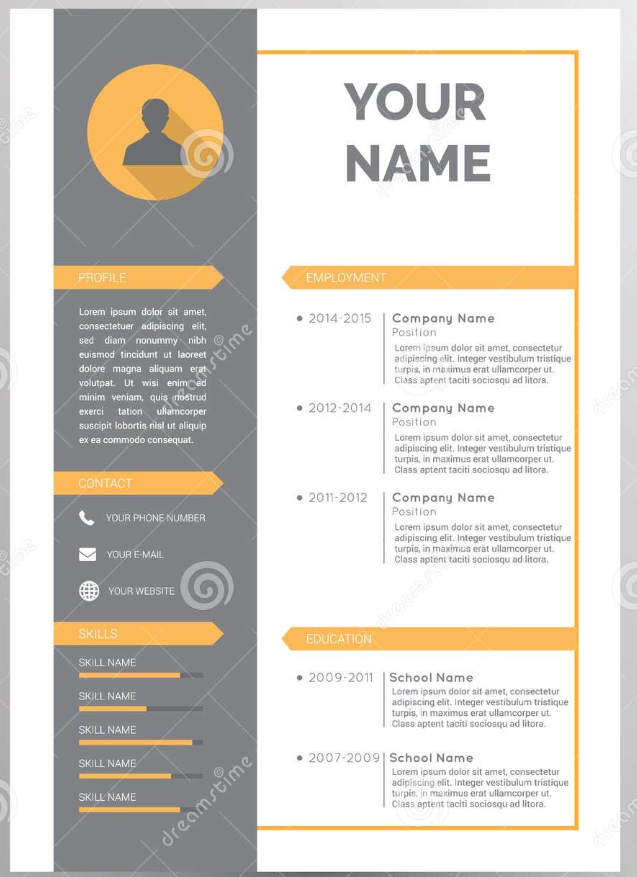 YOUR
NAME
PROFILE
Lorem ipsum dolor sit amet,
consectetuer adipiscing elit,
sed diam nonummy nibh
euismod tincidunt ut laoreet
dolore magna aliquam erat
volutpat. Ut wisi enim ad
minim veniam, quis nostrud
exerci tation ullamcorper
suscipit lobortis nisl ut aliquip
ex ea commodo consequat.
CONTACT
YOUR PHONE NUMBER
YOUR E-MAIL
YOUR WEBSITE
SKILLS
SKILL NAME
SKILL NAME
SKILL NAME
SKILL NAME
SKILL NAME
EMPLOYMENT
2014-2015 Company Name
Position
Lorem ipsum dolor sit amet, consectetur
adipiscing elit. Integer vestibulum tristique
turpis, in maximus erat ullamcorper ut.
Class aptent taciti sociosqu ad litora non.
2012-2014 Company Name
Position
Lorem ipsum dolor sit amet, consectetur
adipiscing elit. Integer vestibulum tristique
turpis, in maximus erat ullamcorper ut.
Class aptent taciti sociosqu ad litora non.
2011-2012 Company Name
Position
Lorem ipsum dolor sit amet, consectetur
adipiscing elit. Integer vestibulum tristique
turpis, in maximus erat ullamcorper ut.
Class aptent taciti sociosqu ad litora non.
EDUCATION
2009-2011 School Name
Lorem ipsum dolor sit amet, consectetur
adipiscing elit. Integer vestibulum tristique
turpis, in maximus erat ullamcorper ut.
Class aptent taciti sociosqu ad litora non.
2007-2009 School Name
Lorem ipsum dolor sit amet, consectetur
adipiscing elit. Integer vestibulum tristique
turpis, in maximus erat ullamcorper ut.
Class aptent taciti sociosqu ad litora non.
dreamstime
dreamstime
dreamstime
dreamstime